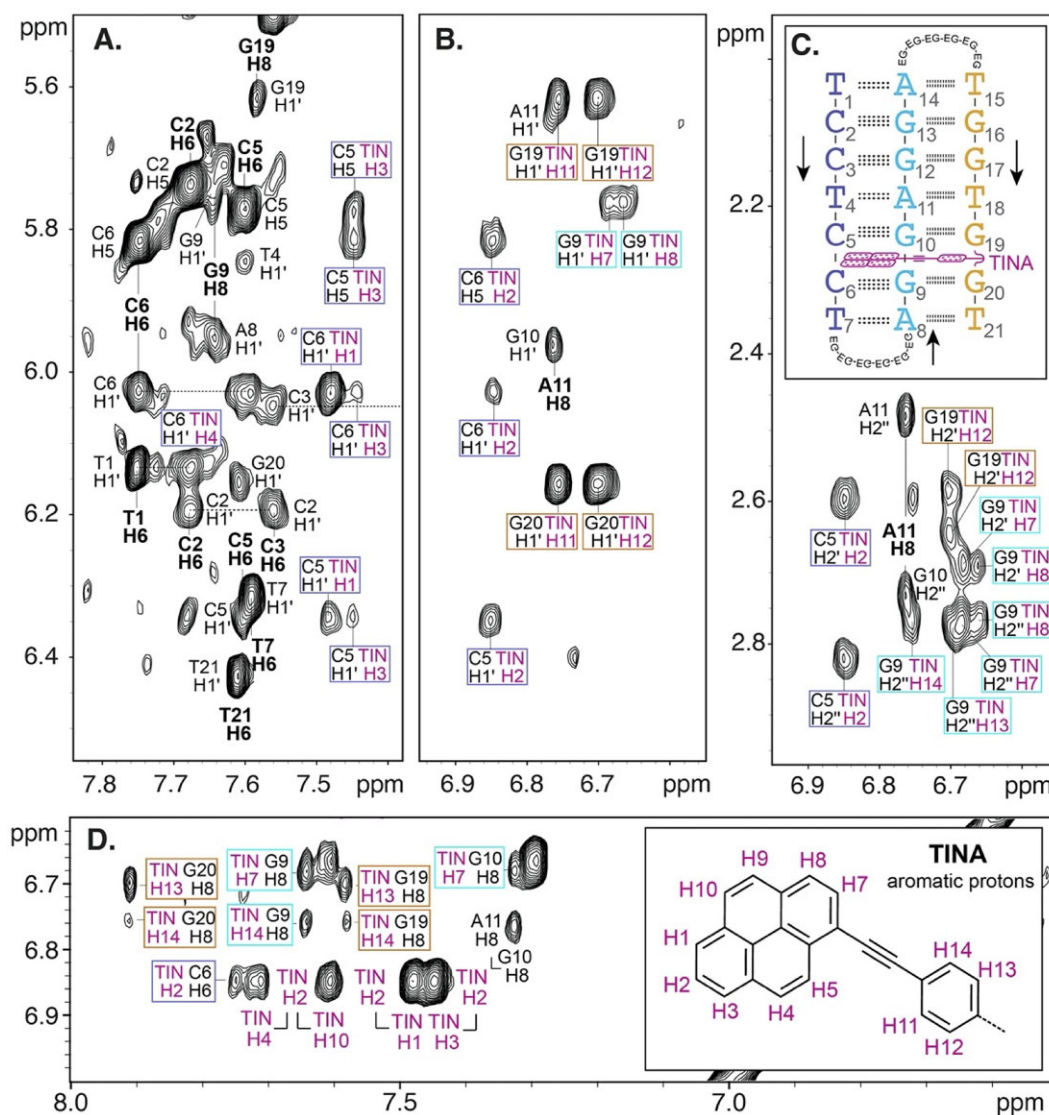 ppm
A.
G19
H8
G19
H1'
5.6
C2
H6
C5
H6
C2
H5
C5 TIN
H5 H3
C6
H5
G9
H1'
C5
H5
5.8
T4
H1'
G9
H8
C5 TIN
H5 H3
C6
H6
A8
H1'
C6 TIN
H1' H1
6.0
C6
H1'
C3
H1'
C6 TIN
H1' H4
C6 TIN
H1' H3
T1
H1'
G20
H1'
6.2
T1
H6
C2
H1'
C2
H1'
C2
H6
C5
H6
C3
H6
C5 TIN
H1' H1
T7
H1'
C5
H1'
6.4
T7
H6
T21
H1'
C5 TIN
H1' H3
T21
H6
7.8 7.7 7.6 7.5 ppm
B.
A11
H1'
G19 TIN
H1' H11
G19 TIN
H1' H12
G9 TIN
H1' H7
G9 TIN
H1' H8
C6 TIN
H5 H2
G10
H1'
A11
H8
C6 TIN
H1' H2
G20 TIN
H1' H11
G20 TIN
H1' H12
C5 TIN
H1' H2
6.9 6.8 6.7 ppm
ppm
C.
EG-EG-EG-EG-EG-EG
T1 A14 T15
C2 G13 G16
C3 G12 G17
T4 A11 T18
C5 G10 G19
TINA
C6 G9 G20
T7 A8 T21
EG-EG-EG-EG-EG-EG
2.2
2.4
A11
H2''
G19 TIN
H2' H12
G19 TIN
H2' H12
2.6
G9 TIN
H2' H7
C5 TIN
H2' H2
A11
H8
G10
H2''
G9 TIN
H2' H8
G9 TIN
H2'' H8
2.8
C5 TIN
H2'' H2
G9 TIN
H2'' H14
G9 TIN
H2'' H7
G9 TIN
H2'' H13
6.9 6.8 6.7 ppm
ppm
D.
6.7
TIN G20
H13 H8
TIN G9
H7 H8
TIN G19
H13 H8
TIN G10
H7 H8
TIN G20
H14 H8
TIN G9
H14 H8
TIN G19
H14 H8
A11
H8
6.8
G10
H8
TIN C6
H2 H6
TIN
H2
TIN
H2
TIN
H2
6.9
TIN
H4
TIN
H10
TIN
H1
TIN
H3
8.0 7.5 7.0 ppm
TINA
aromatic protons
H9
H8
H10
H7
H1
H14
H13
H2
H5
H3
H4
H11
H12